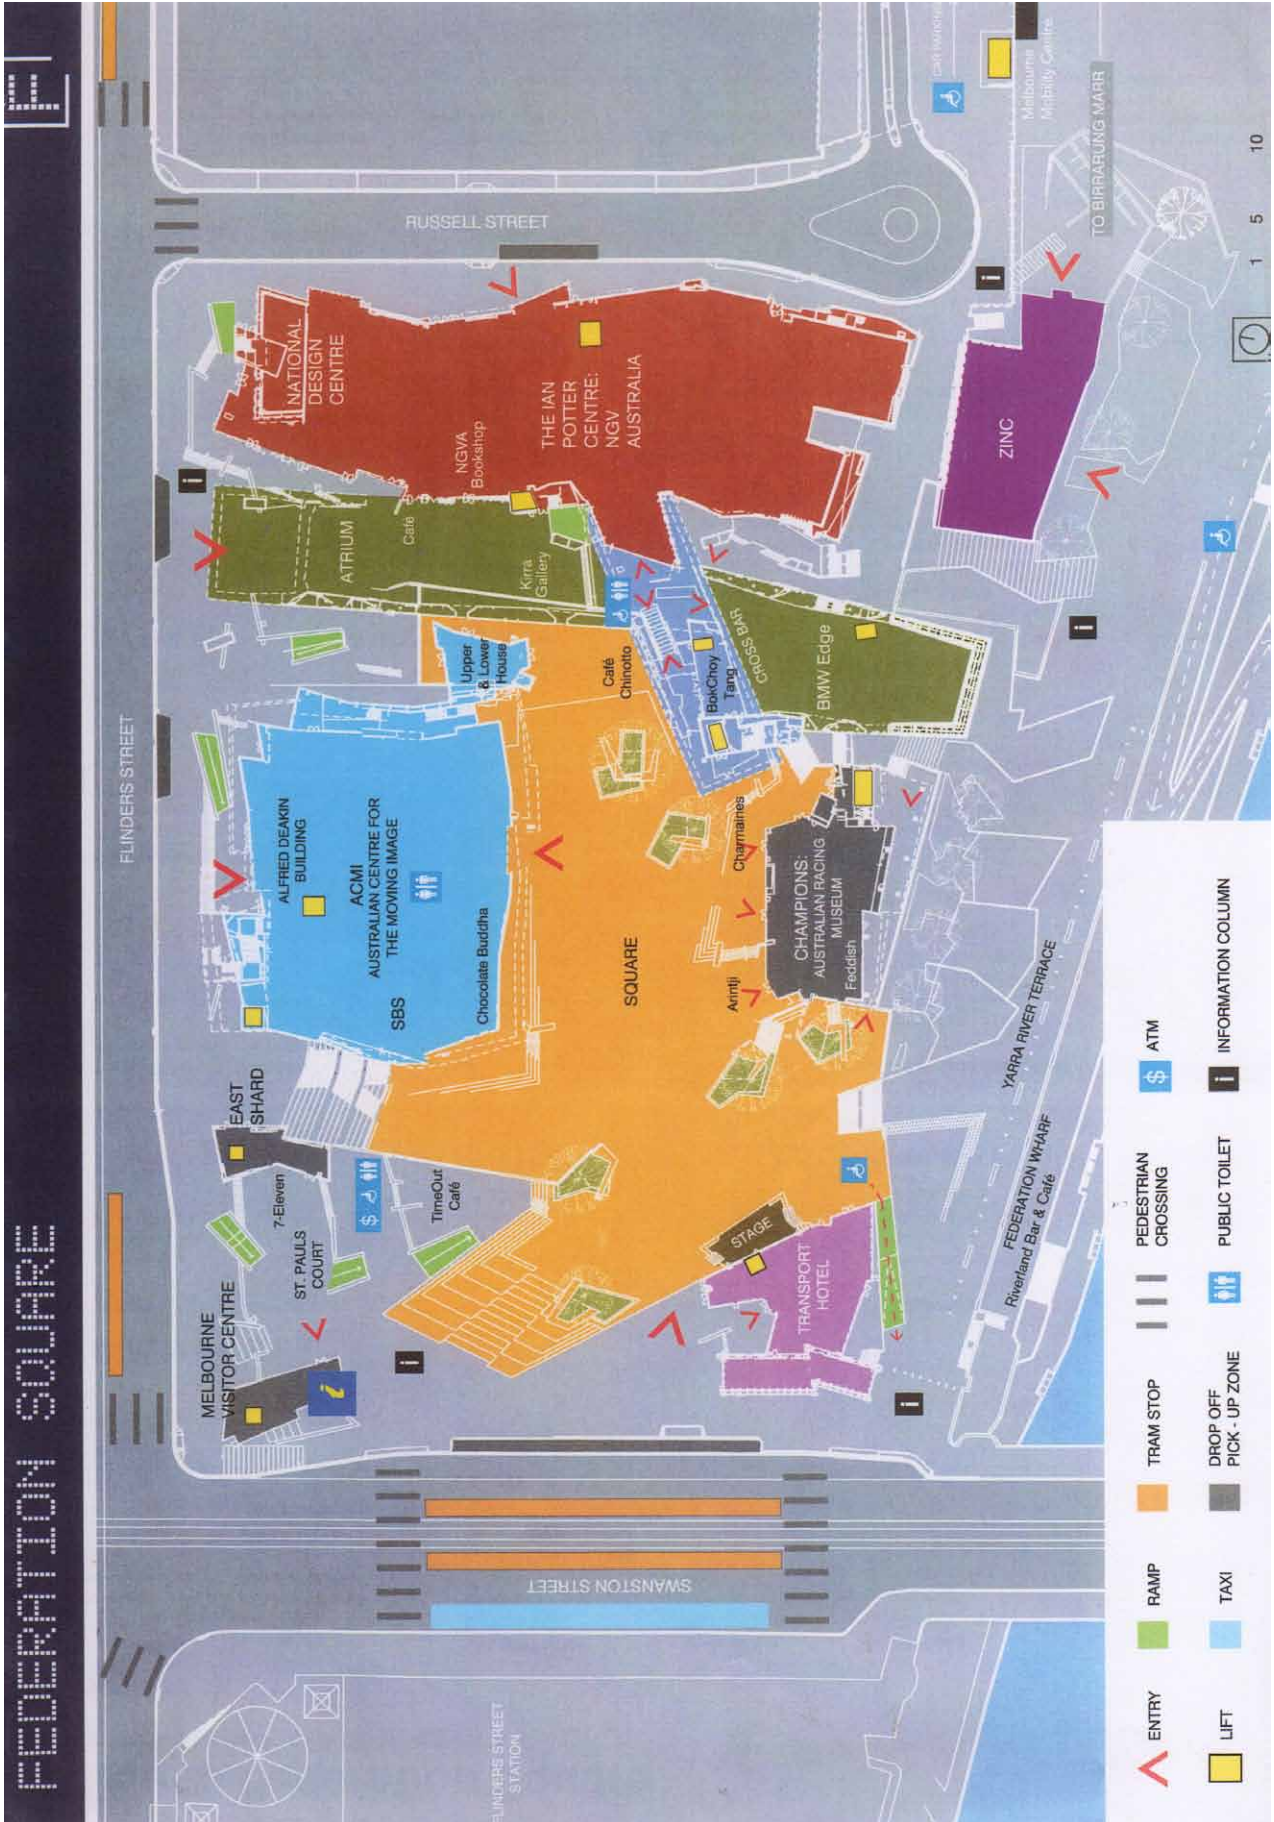 FEDERATION SQUARE
FLINDERS STREET
RUSSELL STREET
SWANSTON STREET
FLINDERS STREET
STATION
MELBOURNE
VISITOR CENTRE
i
ST. PAULS
COURT
7-Eleven
EAST
SHARD
$
TimeOut
Café
ALFRED DEAKIN
BUILDING
ACMI
AUSTRALIAN CENTRE FOR
THE MOVING IMAGE
SBS
Chocolate Buddha
Upper
& Lower
House
ATRIUM
Café
Kirra
Gallery
i
NATIONAL
DESIGN
CENTRE
NGVA
Bookshop
THE IAN
POTTER
CENTRE:
NGV
AUSTRALIA
SQUARE
Café
Chinotto
BokChoy
Tang
CROSS BAR
BMW Edge
Charmaines
CHAMPIONS:
AUSTRALIAN RACING
MUSEUM
Feddish
Arintji
STAGE
TRANSPORT
HOTEL
i
i
ZINC
i
i
CAR PARKING
Melbourne
Mobility Centre
TO BIRRARUNG MARR
YARRA RIVER TERRACE
FEDERATION WHARF
Riverland Bar & Café
1 5 10
ENTRY
RAMP
TRAM STOP
PEDESTRIAN
CROSSING
$ ATM
LIFT
TAXI
DROP OFF
PICK - UP ZONE
PUBLIC TOILET
i INFORMATION COLUMN